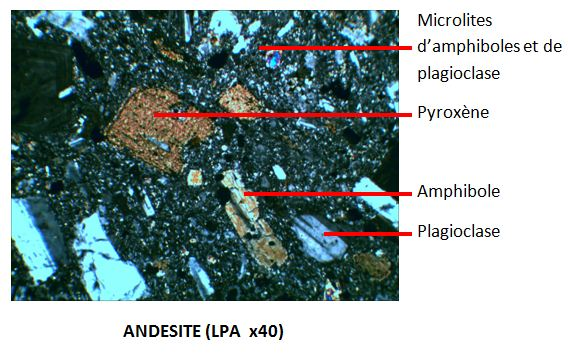 Microlites
d'amphiboles et de
plagioclase
Pyroxène
Amphibole
Plagioclase
ANDESITE (LPA x40)